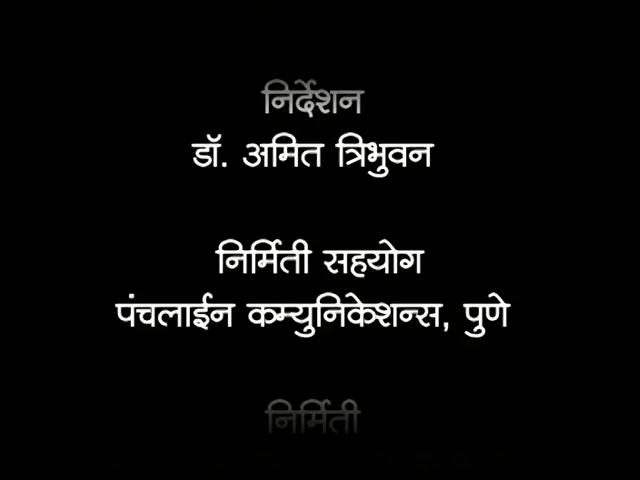 निर्देशन
डॉ. अमित त्रिभुवन
निर्मिती सहयोग
पंचलाईन कम्युनिकेशन्स, पुणे
निर्मिती